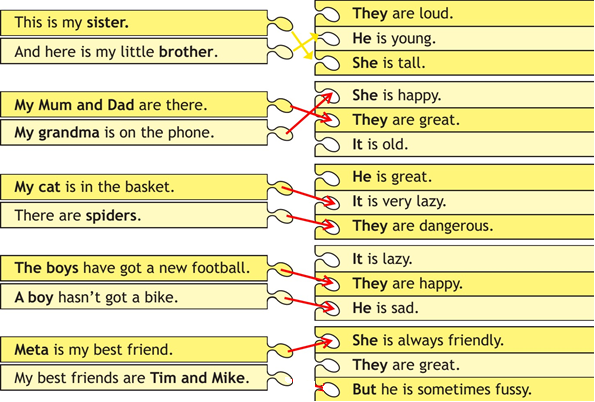 This is my sister.
And here is my little brother.
They are loud.
He is young.
She is tall.
My Mum and Dad are there.
My grandma is on the phone.
She is happy.
They are great.
It is old.
My cat is in the basket.
There are spiders.
He is great.
It is very lazy.
They are dangerous.
The boys have got a new football.
A boy hasn't got a bike.
It is lazy.
They are happy.
He is sad.
Meta is my best friend.
My best friends are Tim and Mike.
She is always friendly.
They are great.
But he is sometimes fussy.